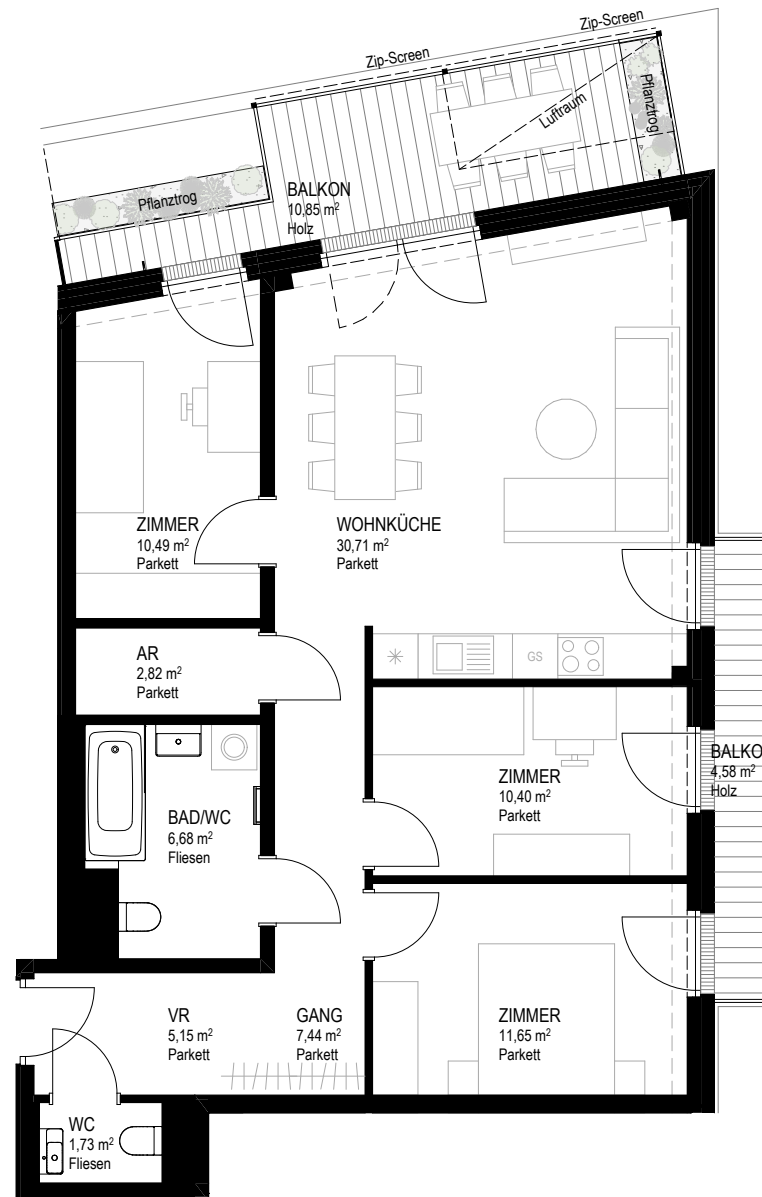 Zip-Screen
Zip-Screen
Luftraum
Pflanztrog
Pflanztrog
BALKON
10,85 m²
Holz
ZIMMER
10,49 m²
Parkett
WOHNKÜCHE
30,71 m²
Parkett
AR
2,82 m²
Parkett
GS
BAD/WC
6,68 m²
Fliesen
ZIMMER
10,40 m²
Parkett
BALKO
4,58 m²
Holz
VR
5,15 m²
Parkett
GANG
7,44 m²
Parkett
ZIMMER
11,65 m²
Parkett
WC
1,73 m²
Fliesen